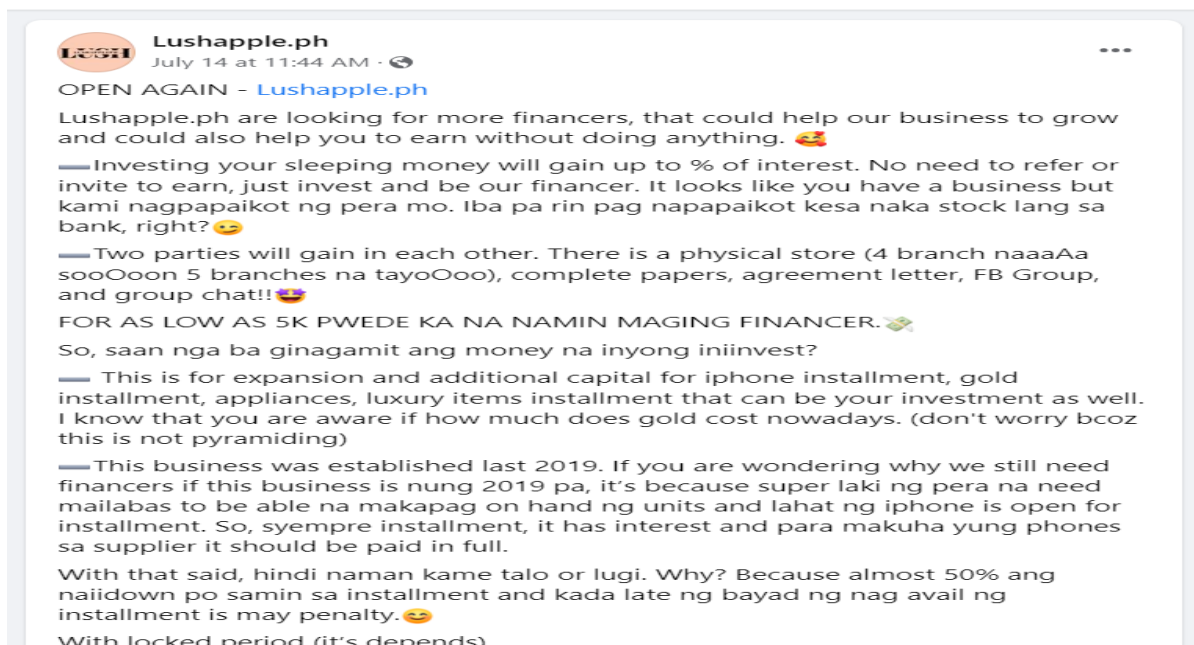 LUSH
Lushapple.ph
July 14 at 11:44 AM ·
OPEN AGAIN - Lushapple.ph
Lushapple.ph are looking for more financers, that could help our business to grow
and could also help you to earn without doing anything. 🥰
➖Investing your sleeping money will gain up to % of interest. No need to refer or
invite to earn, just invest and be our financer. It looks like you have a business but
kami nagpapaikot ng pera mo. Iba pa rin pag napapaikot kesa naka stock lang sa
bank, right?😉
➖Two parties will gain in each other. There is a physical store (4 branch naaaAa
sooOoon 5 branches na tayoOoo), complete papers, agreement letter, FB Group,
and group chat!!🤩
FOR AS LOW AS 5K PWEDE KA NA NAMIN MAGING FINANCER.💸
So, saan nga ba ginagamit ang money na inyong iniinvest?
➖ This is for expansion and additional capital for iphone installment, gold
installment, appliances, luxury items installment that can be your investment as well.
I know that you are aware if how much does gold cost nowadays. (don't worry bcoz
this is not pyramiding)
➖This business was established last 2019. If you are wondering why we still need
financers if this business is nung 2019 pa, it's because super laki ng pera na need
mailabas to be able na makapag on hand ng units and lahat ng iphone is open for
installment. So, syempre installment, it has interest and para makuha yung phones
sa supplier it should be paid in full.
With that said, hindi naman kame talo or lugi. Why? Because almost 50% ang
naiidown po samin sa installment and kada late ng bayad ng nag avail ng
installment is may penalty.😊
With locked period (it's depends)